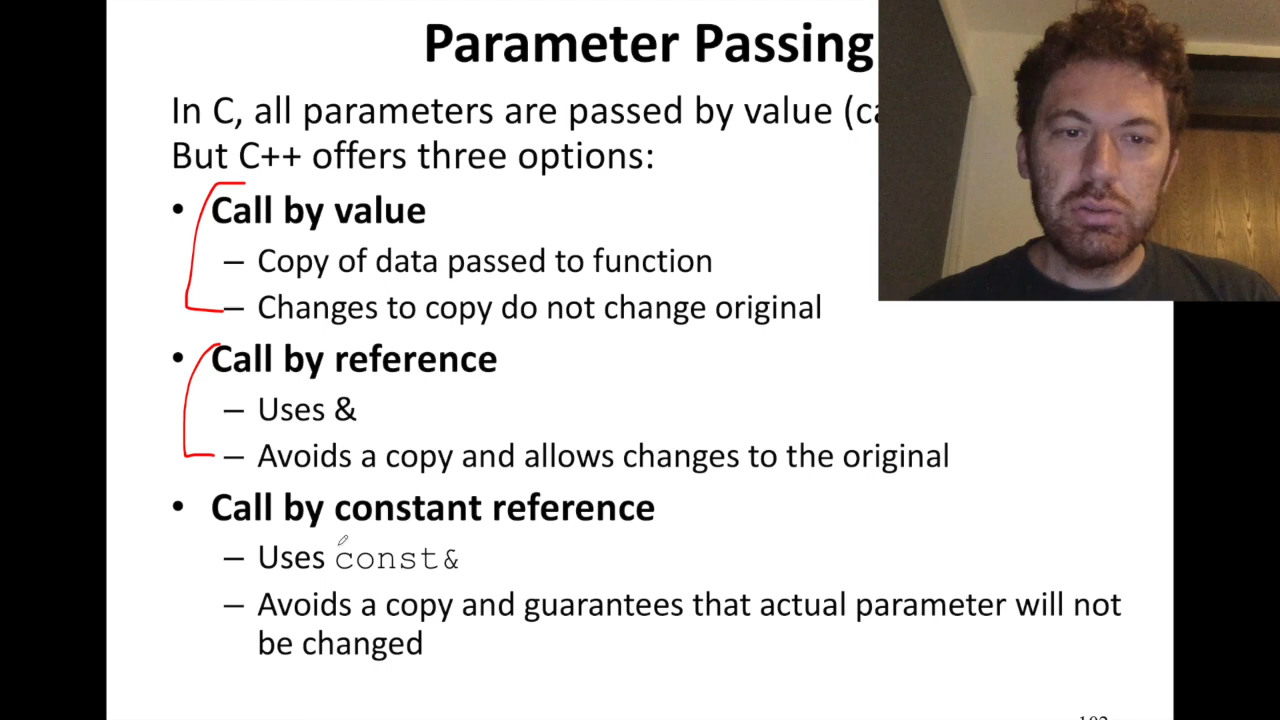 Parameter Passing
In C, all parameters are passed by value (ca
But C++ offers three options:
• Call by value
– Copy of data passed to function
– Changes to copy do not change original
• Call by reference
– Uses &
– Avoids a copy and allows changes to the original
• Call by constant reference
– Uses const&
– Avoids a copy and guarantees that actual parameter will not
be changed